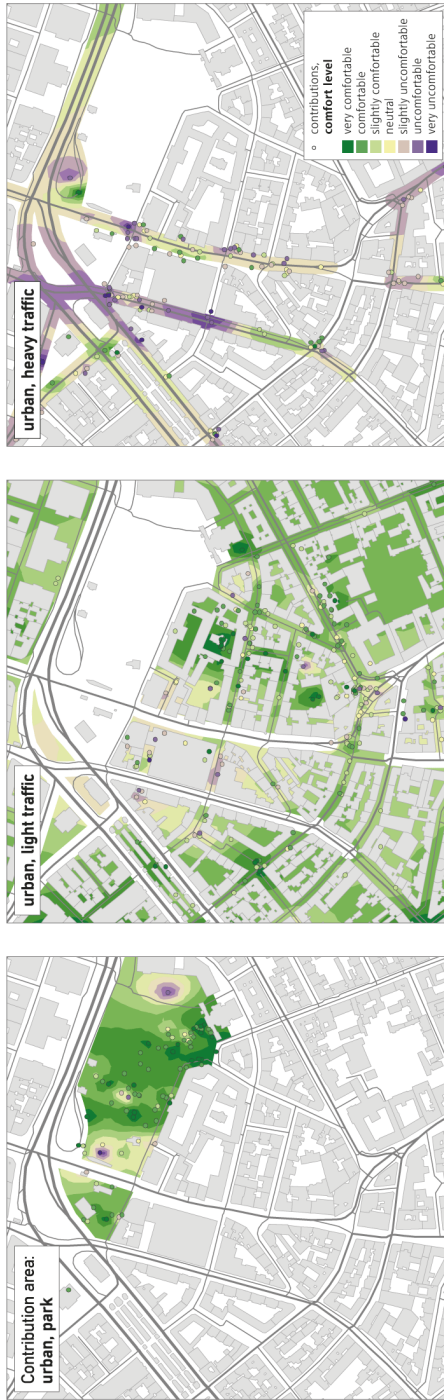 Contribution area:
urban, park
urban, light traffic
urban, heavy traffic
contributions,
comfort level
very comfortable
comfortable
slightly comfortable
neutral
slightly uncomfortable
uncomfortable
very uncomfortable